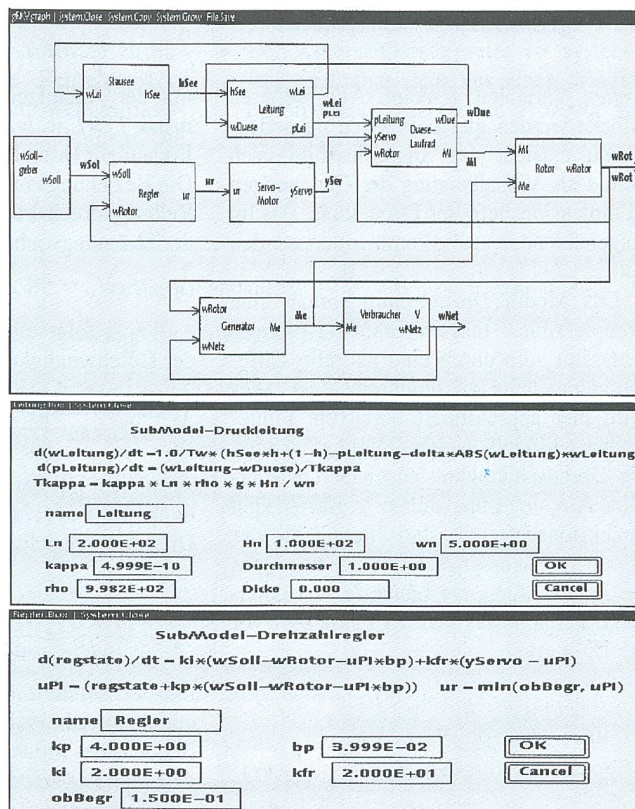 System.Close System.Copy System.Grow File.Save
Stausee
wLei hSee
hSee
hSee wLei
Leitung
wDuese pLei
wLei
pLei
pLeitung wDue
yServo Duese-
Laufrad
wRotor MI
wDue
MI
MI
Rotor wRotor
Me
wRot
wRot
wSoll-
geber
wSoll
wSol
wSoll
Regler
ur
wRotor
ur
ur Servo-
Motor yServo
ySer
wRotor
Generator Me
wNetz
Me
Verbraucher V
Me wNetz
wNet
Leitung.Box | System.Close
SubModel-Druckleitung
d(wLeitung)/dt=1.0/Tw*(hSee*h+(1-h)-pLeitung-delta*ABS(wLeitung)*wLeitung
d(pLeitung)/dt = (wLeitung-wDuese)/Tkappa
Tkappa = kappa * Ln * rho * g * Hn / wn
name Leitung
Ln 2.000E+02 Hn 1.000E+02 wn 5.000E+00
kappa 4.999E-10 Durchmesser 1.000E+00 OK
rho 9.982E+02 Dicke 0.000 Cancel
Regler.Box | System.Close
SubModel-Drehzahlregler
d(regstate)/dt = ki*(wSoll-wRotor-uPI*bp)+kfr*(yServo - uPI)
uPI = (regstate+kp*(wSoll-wRotor-uPI*bp)) ur = min(obBegr, uPI)
name Regler
kp 4.000E+00 bp 3.999E-02 OK
ki 2.000E+00 kfr 2.000E+01 Cancel
obBegr 1.500E-01